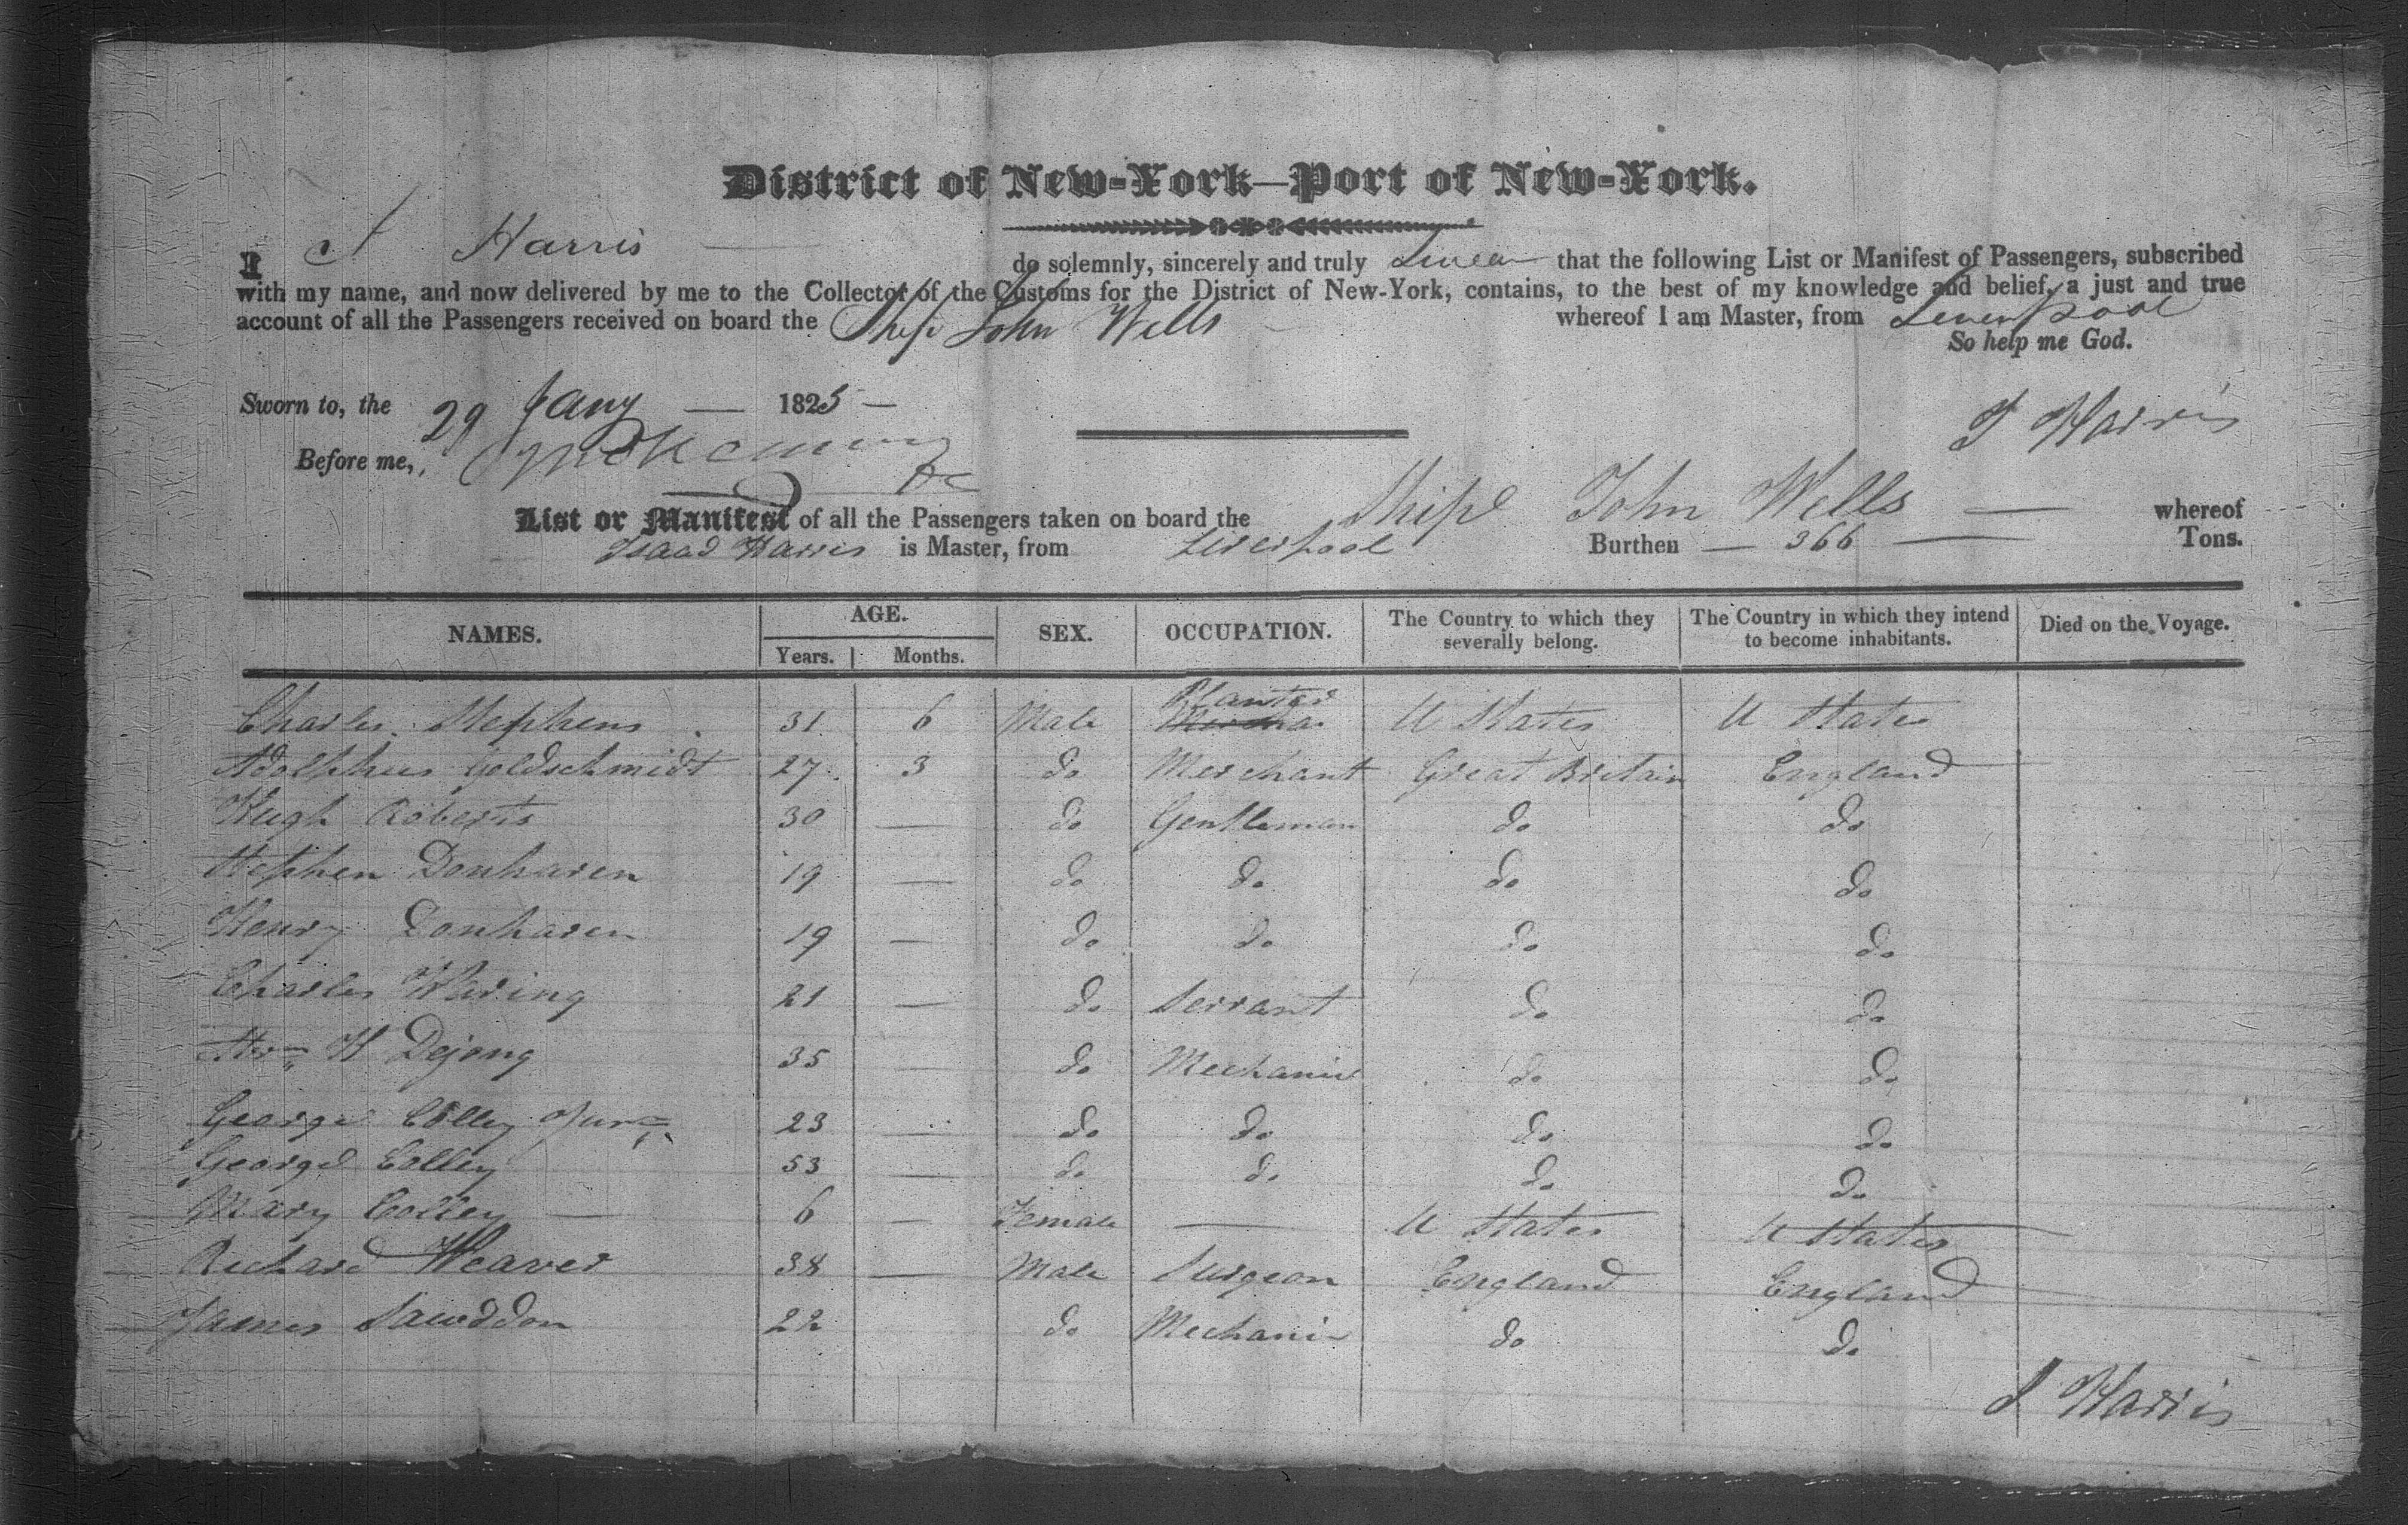 District of New-York—Port of New-York.
I I Harris do solemnly, sincerely and truly Swear that the following List or Manifest of Passengers, subscribed
with my name, and now delivered by me to the Collector of the Customs for the District of New-York, contains, to the best of my knowledge and belief, a just and true
account of all the Passengers received on board the Ship John Wells whereof I am Master, from Liverpool
So help me God.
Sworn to, the 29 Jany 1825
I Harris
Before me,
List or Manifest of all the Passengers taken on board the Ship John Wells whereof
Isaac Harris is Master, from Liverpool Burthen 366 Tons.
NAMES. AGE. Years. Months. SEX. OCCUPATION. The Country to which they severally belong. The Country in which they intend to become inhabitants. Died on the Voyage.
Planter
Charles Stephens 31 6 Male U States U States
Adolphus Goldschmidt 27 3 do Merchant Great Britain England
Hugh Roberts 30 — do Gentleman do do
Stephen Donhaven 19 — do do do do
Henry Donhaven 19 — do do do do
Charles Waring 21 — do Servant do do
H Dejong 35 — do Mechanic do do
George Colley Junr 23 — do do do do
George Colley 53 — do do do do
Mary Colley — 6 — Female — U States U States
Richard Weaver 38 — Male Surgeon England England
James Sawddon 22 do Mechanic do do
I Harris